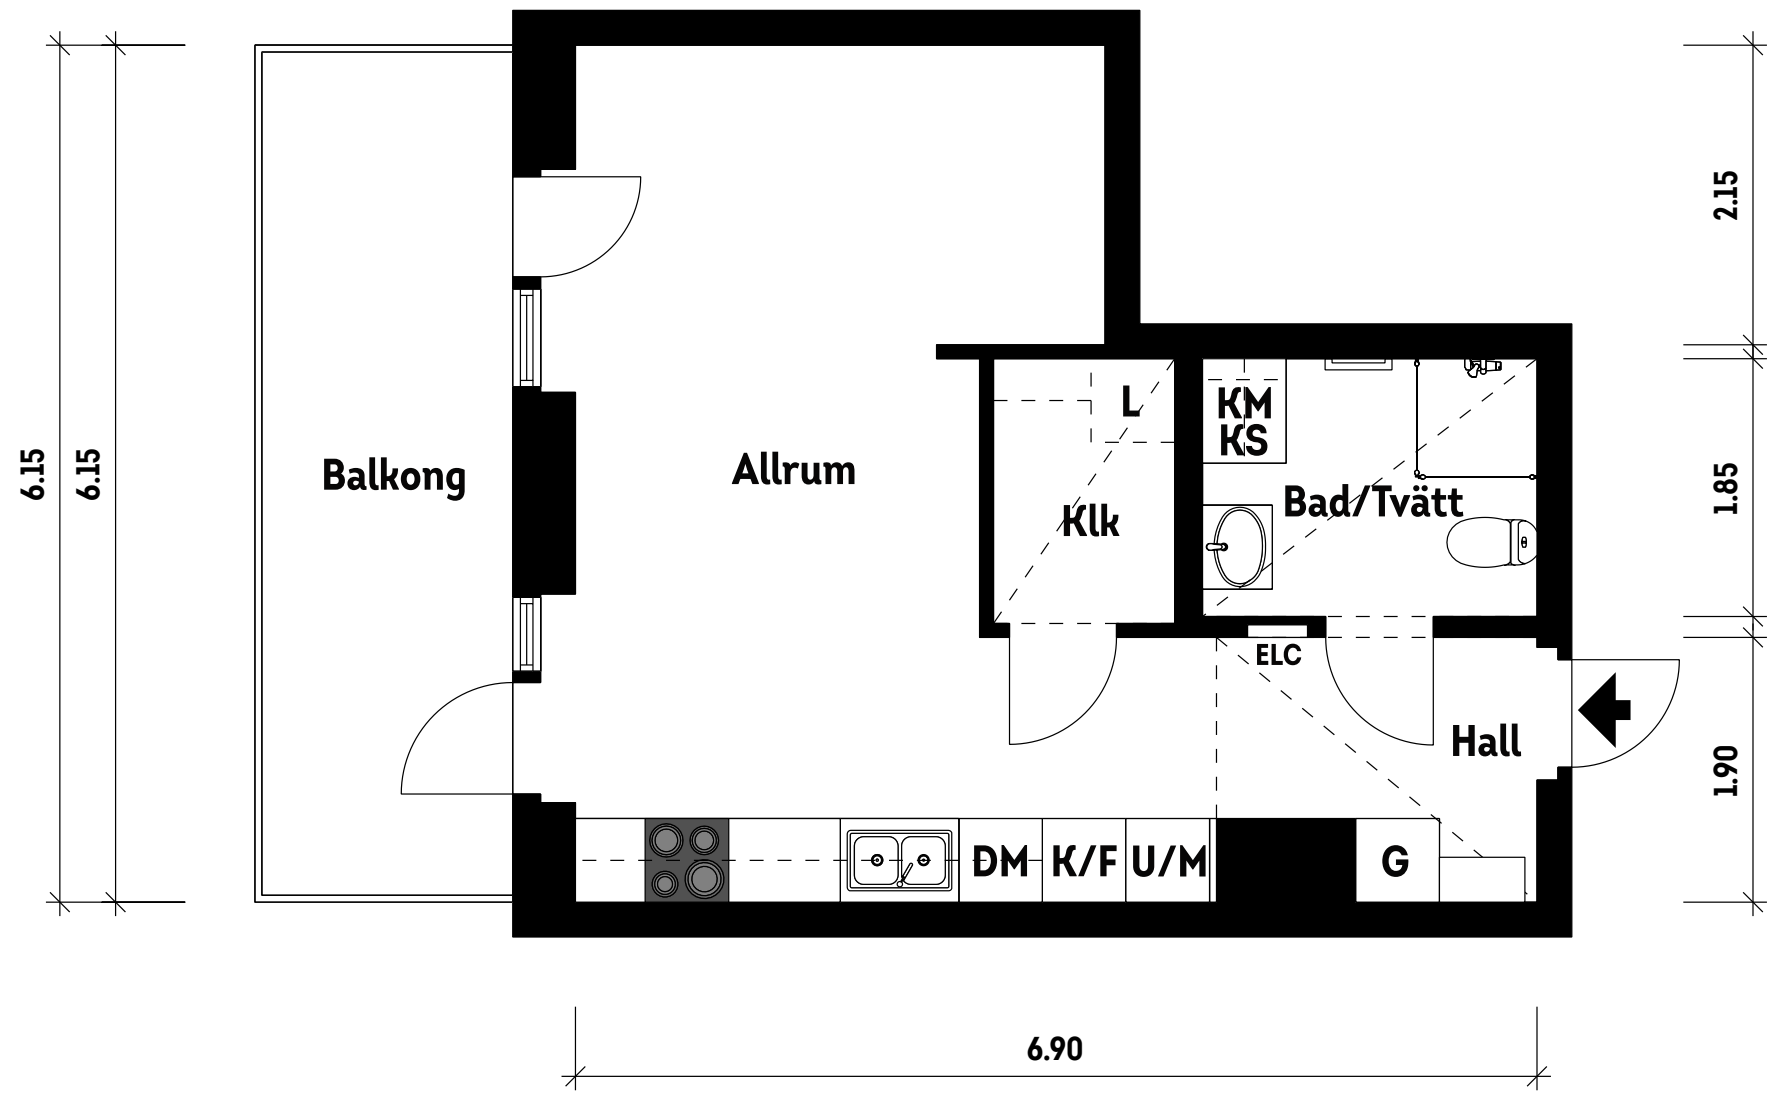 2.15
L
KM
KS
6.15
6.15
Balkong
Allrum
Bad/Tvätt
1.85
Klk
ELC
Hall
1.90
DM
K/F
U/M
G
6.90